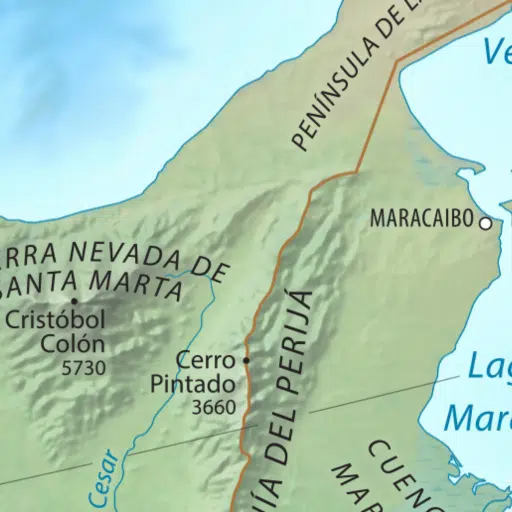 PENÍNSULA DE L
Ve
MARACAIBO
ERRA NEVADA DE
SANTA MARTA
Cristóbol
Colón
5730
Cerro
Pintado
3660
ÍA DEL PERIJÁ
Lag
Mara
Cesar
CUENC
MAR